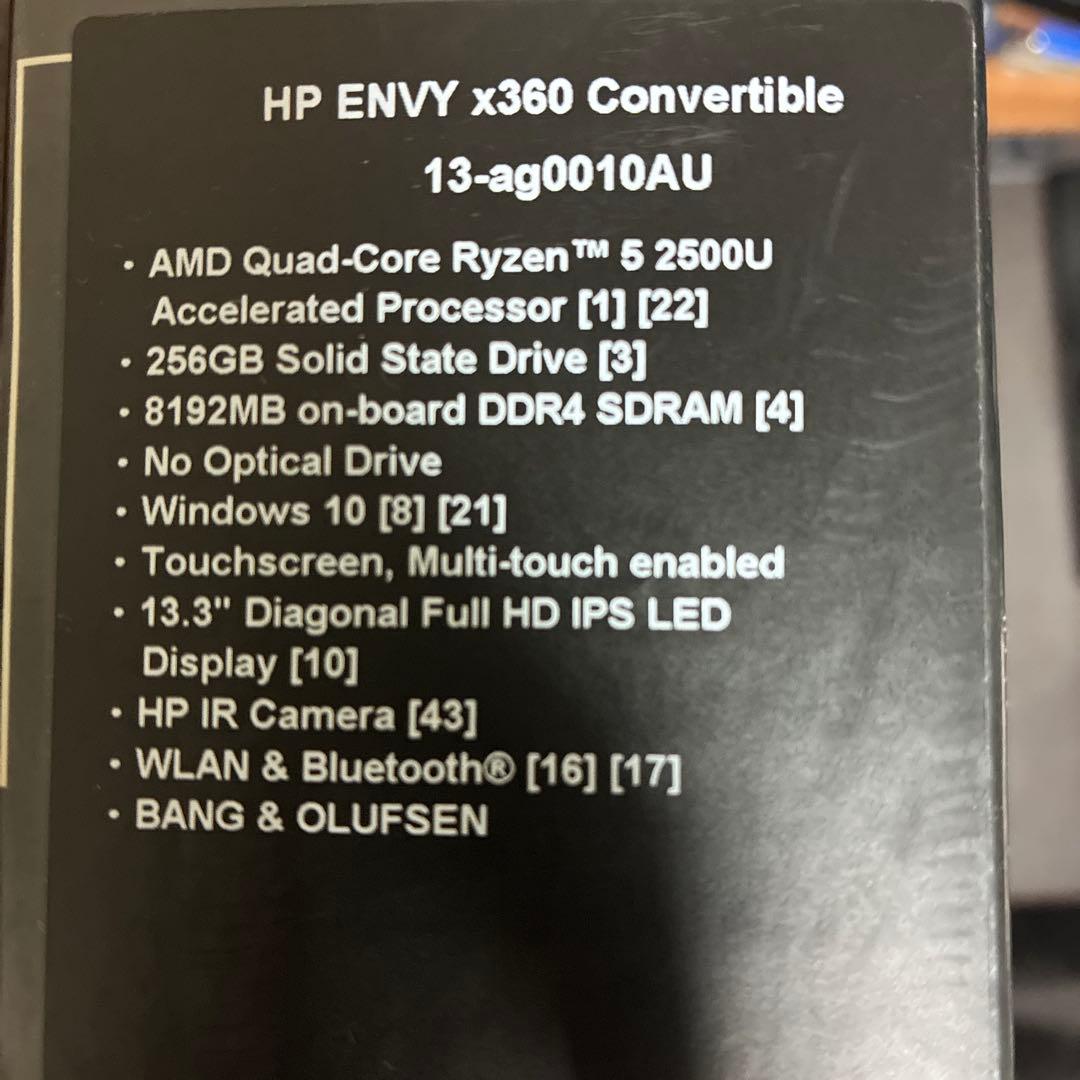 HP ENVY x360 Convertible
13-ag0010AU
• AMD Quad-Core Ryzen™ 5 2500U
Accelerated Processor [1] [22]
• 256GB Solid State Drive [3]
• 8192MB on-board DDR4 SDRAM [4]
• No Optical Drive
• Windows 10 [8] [21]
• Touchscreen, Multi-touch enabled
• 13.3" Diagonal Full HD IPS LED
Display [10]
• HP IR Camera [43]
• WLAN & Bluetooth® [16] [17]
• BANG & OLUFSEN